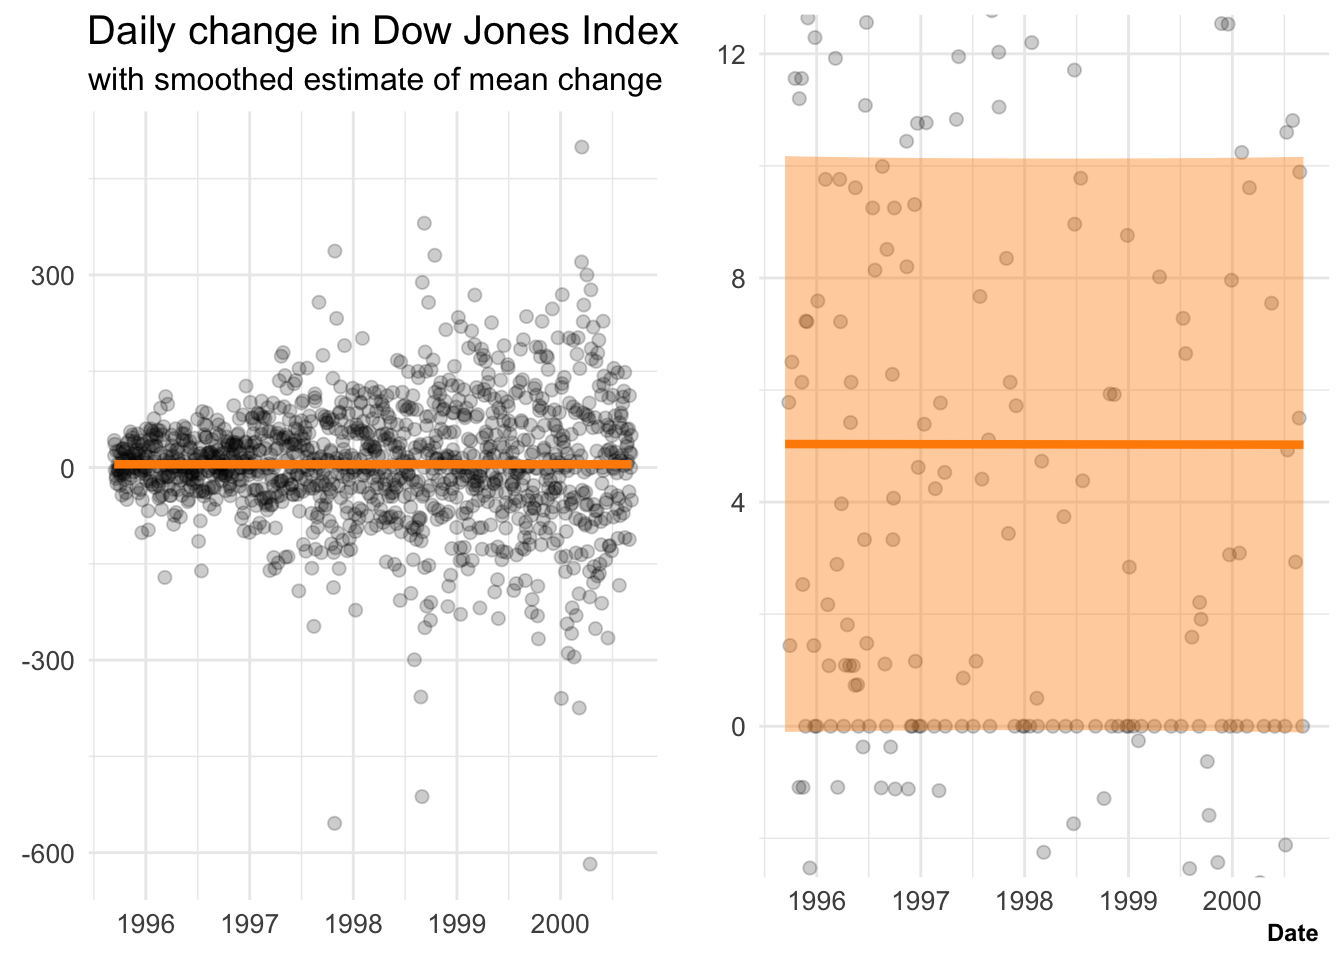 Daily change in Dow Jones Index
with smoothed estimate of mean change
300
0
-300
-600
1996 1997 1998 1999 2000
12
8
4
0
1996 1997 1998 1999 2000
Date